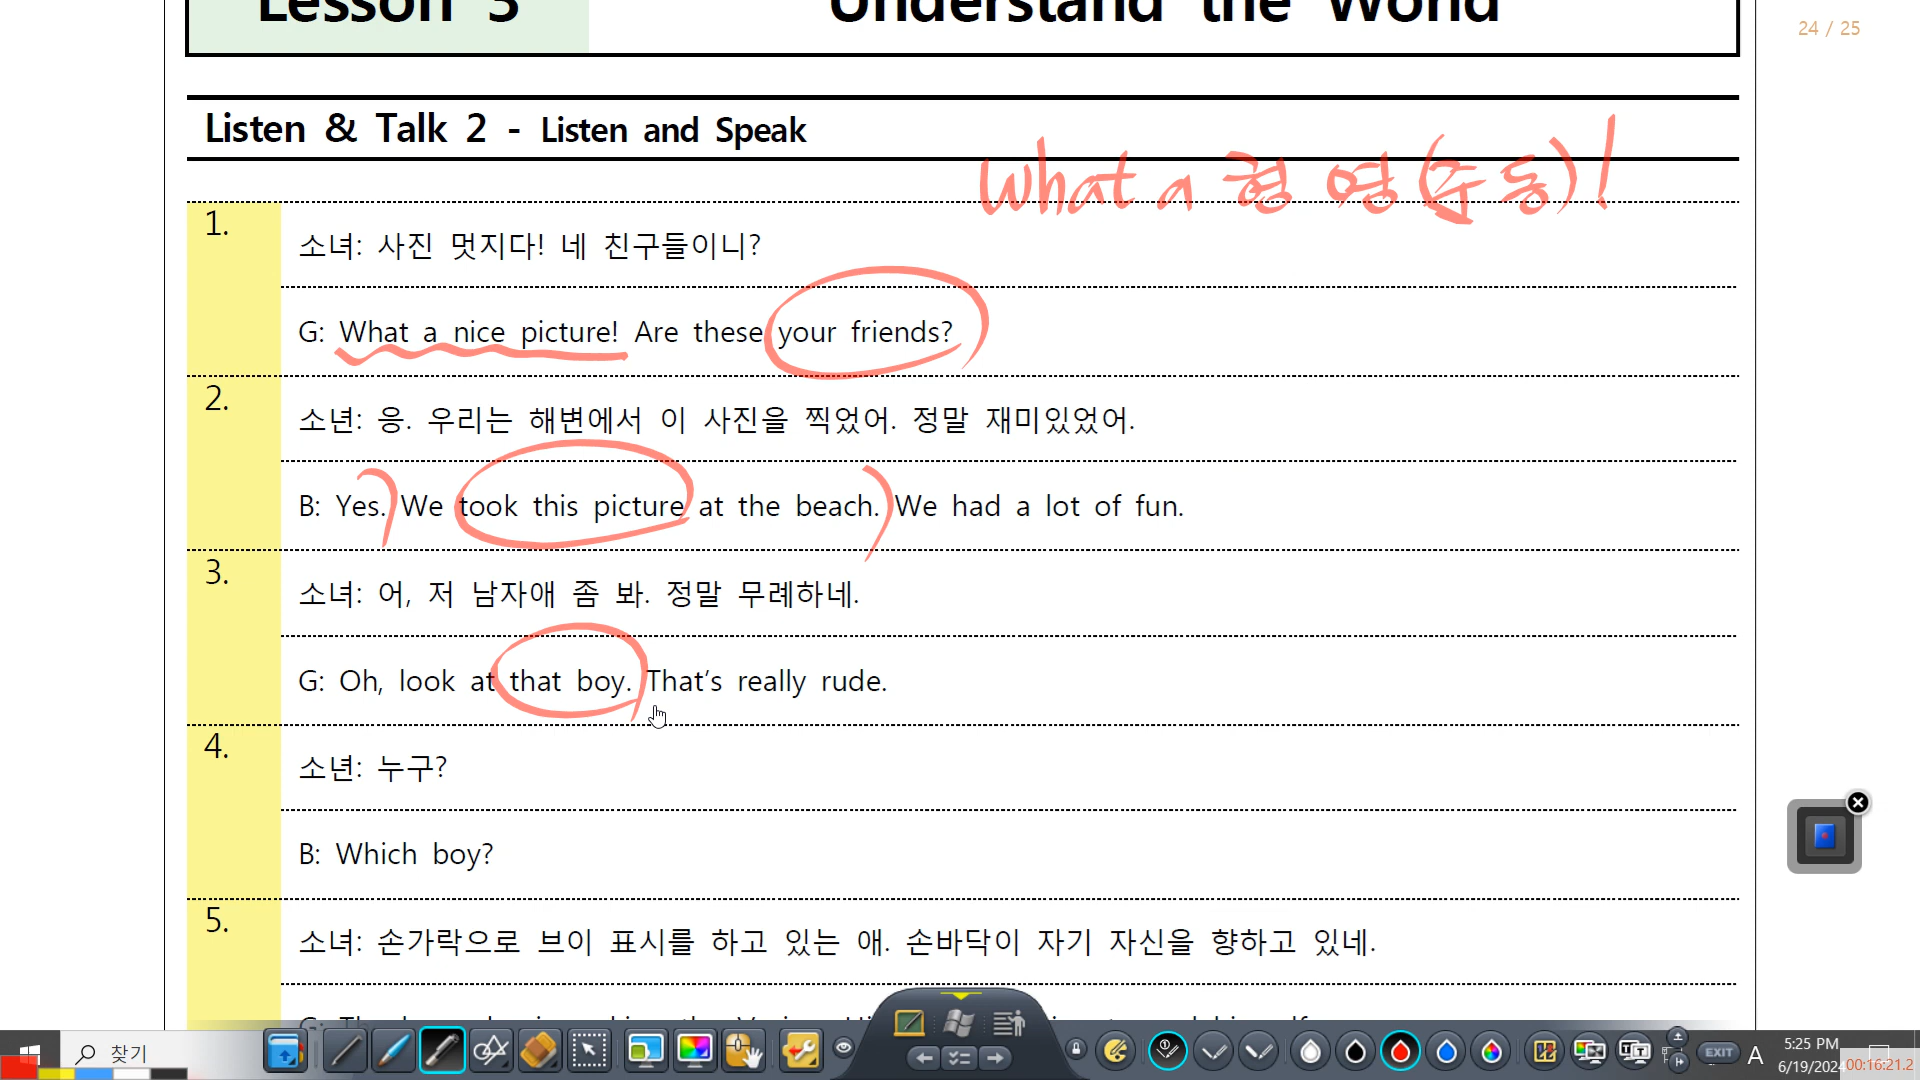 Lesson 3 Understand the World
24 / 25
Listen & Talk 2 - Listen and Speak
What a 형 명 (주 동)!
1.
소녀: 사진 멋지다! 네 친구들이니?
G: What a nice picture! Are these your friends?
2.
소년: 응. 우리는 해변에서 이 사진을 찍었어. 정말 재미있었어.
B: Yes. We took this picture at the beach. We had a lot of fun.
3.
소녀: 어, 저 남자애 좀 봐. 정말 무례하네.
G: Oh, look at that boy. That's really rude.
4.
소년: 누구?
B: Which boy?
5.
소녀: 손가락으로 브이 표시를 하고 있는 애. 손바닥이 자기 자신을 향하고 있네.
찾기
EXIT
A
5:25 PM
6/19/2024
00:16:21.2